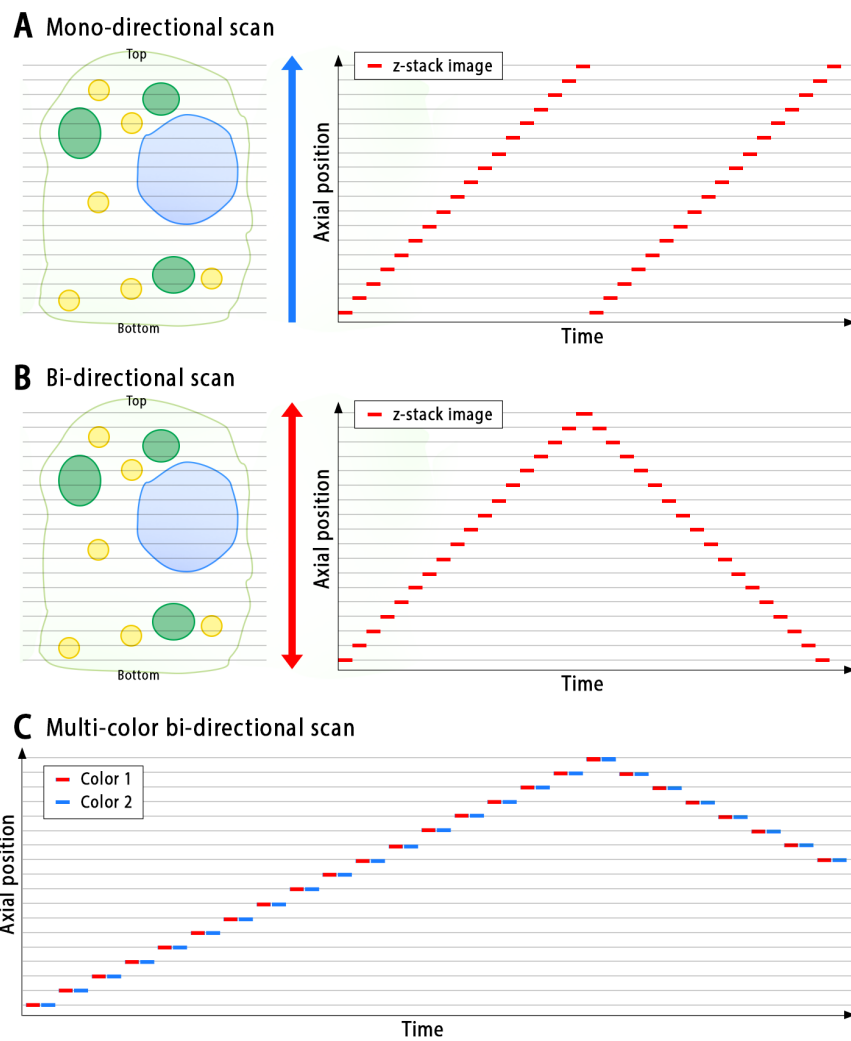 A Mono-directional scan
Top
Bottom
Axial position
z-stack image
Time
B Bi-directional scan
Top
Bottom
Axial position
z-stack image
Time
C Multi-color bi-directional scan
Axial position
Color 1
Color 2
Time